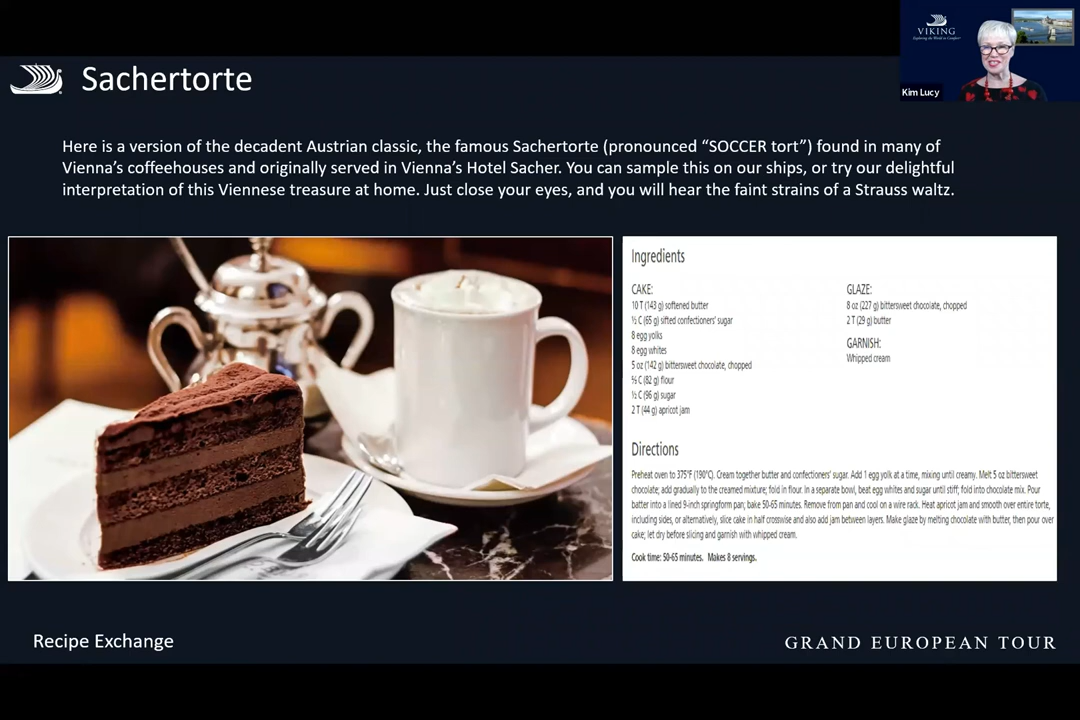 VIKING
Exploring the World in Comfort
Kim Lucy
Sachertorte
Here is a version of the decadent Austrian classic, the famous Sachertorte (pronounced “SOCCER tort”) found in many of
Vienna’s coffeehouses and originally served in Vienna’s Hotel Sacher. You can sample this on our ships, or try our delightful
interpretation of this Viennese treasure at home. Just close your eyes, and you will hear the faint strains of a Strauss waltz.
Ingredients
CAKE:
10 T (143 g) softened butter
½ C (65 g) sifted confectioners’ sugar
8 egg yolks
8 egg whites
5 oz (142 g) bittersweet chocolate, chopped
⅔ C (82 g) flour
½ C (96 g) sugar
2 T (44 g) apricot jam
GLAZE:
8 oz (227 g) bittersweet chocolate, chopped
2 T (29 g) butter
GARNISH:
Whipped cream
Directions
Preheat oven to 375°F (190°C). Cream together butter and confectioners’ sugar. Add 1 egg yolk at a time, mixing until creamy. Melt 5 oz bittersweet
chocolate; add gradually to the creamed mixture; fold in flour. In a separate bowl, beat egg whites and sugar until stiff; fold into chocolate mix. Pour
batter into a lined 9-inch springform pan; bake 50-65 minutes. Remove from pan and cool on a wire rack. Heat apricot jam and smooth over entire torte,
including sides, or alternatively, slice cake in half crosswise and also add jam between layers. Make glaze by melting chocolate with butter, then pour over
cake; let dry before slicing and garnish with whipped cream.
Cook time: 50-65 minutes. Makes 8 servings.
Recipe Exchange
GRAND EUROPEAN TOUR